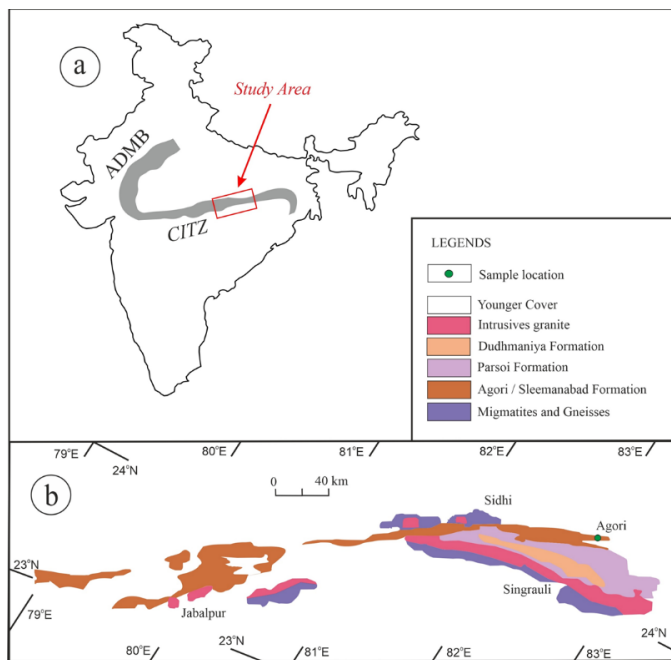 a
Study Area
ADMB
CITZ
LEGENDS
Sample location
Younger Cover
Intrusives granite
Dudhmaniya Formation
Parsoi Formation
Agori / Sleemanabad Formation
Migmatites and Gneisses
79°E
24°N
80°E
81°E
82°E
83°E
b
0 40 km
Sidhi
Agori
23°N
Singrauli
79°E
Jabalpur
80°E
23°N
81°E
82°E
83°E
24°N